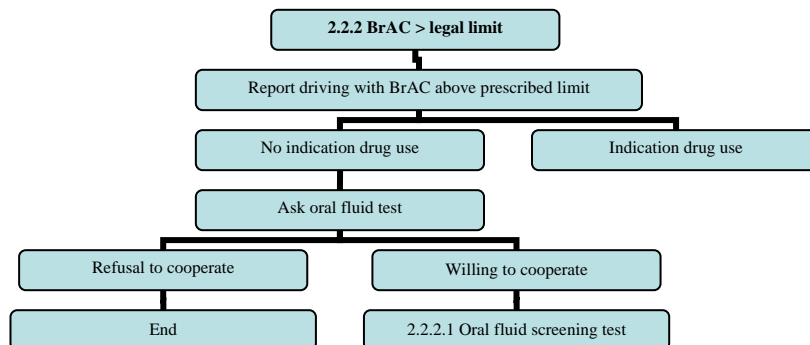 2.2.2 BrAC > legal limit
Report driving with BrAC above prescribed limit
No indication drug use
Indication drug use
Ask oral fluid test
Refusal to cooperate
Willing to cooperate
End
2.2.2.1 Oral fluid screening test